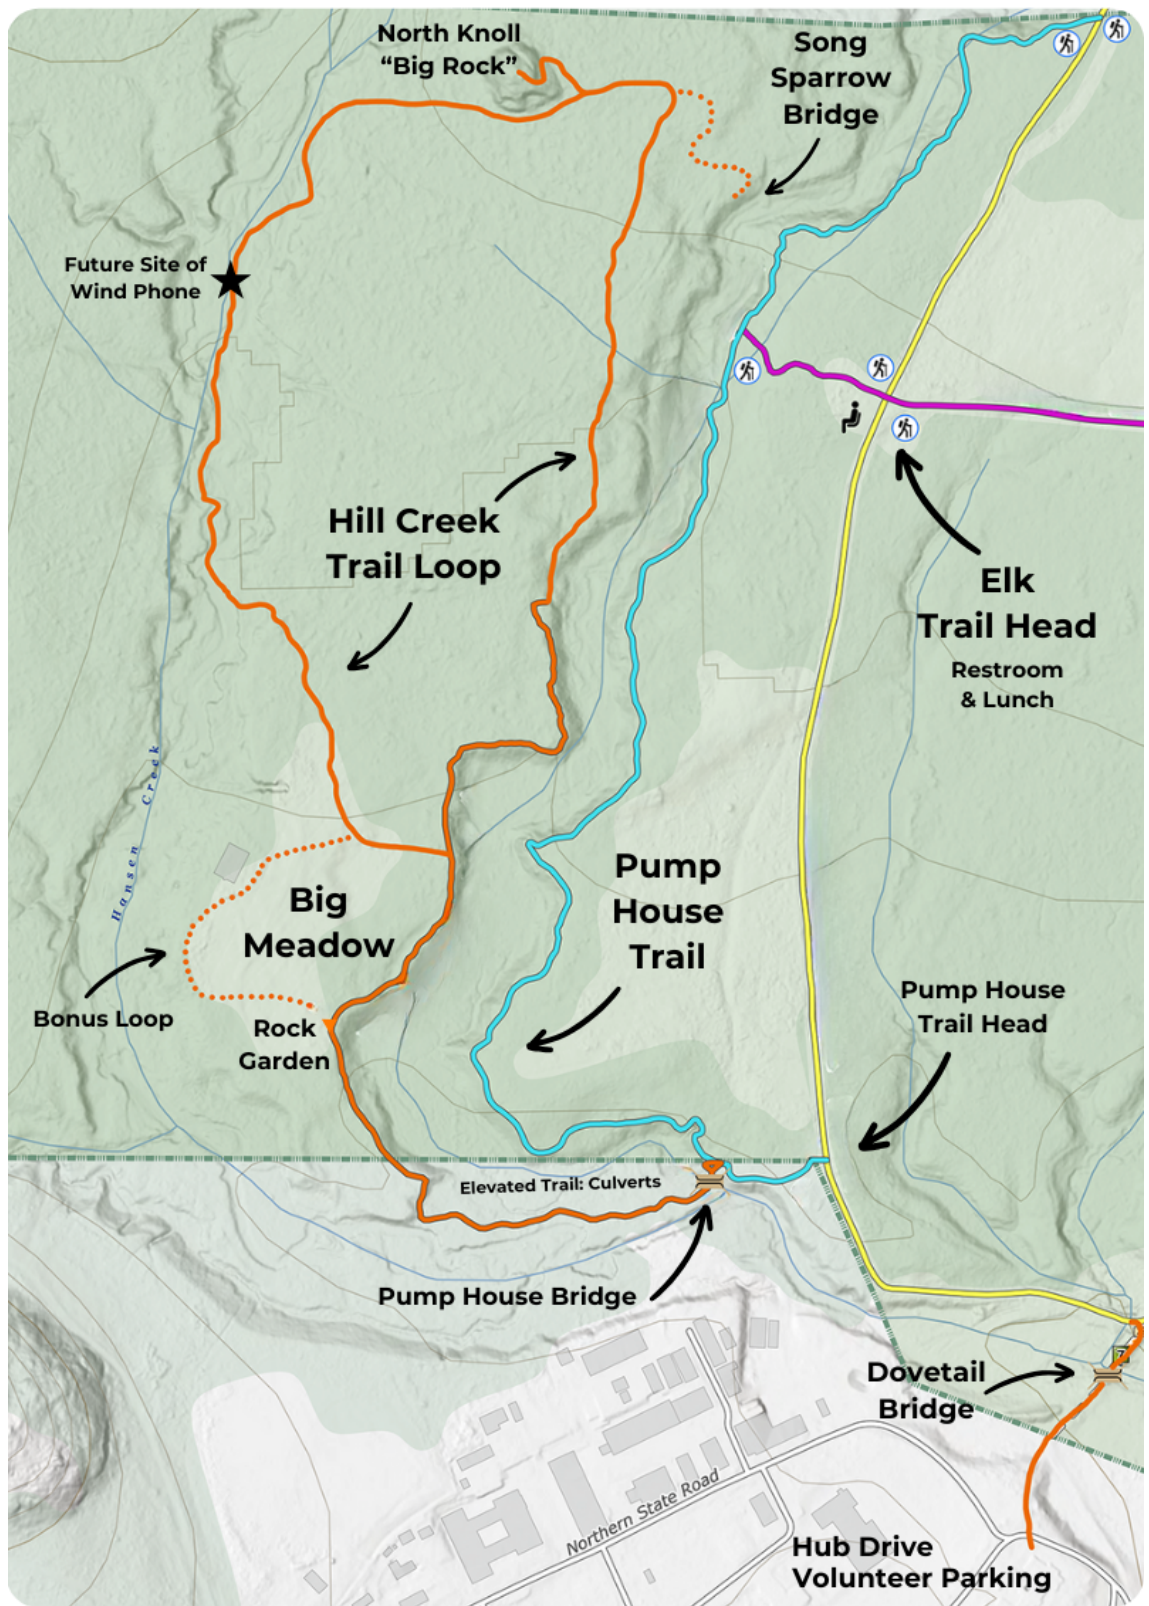 North Knoll
“Big Rock”
Song
Sparrow
Bridge
Future Site of
Wind Phone
Hill Creek
Trail Loop
Elk
Trail Head
Restroom
& Lunch
Hansen Creek
Pump
House
Trail
Big
Meadow
Bonus Loop
Rock
Garden
Pump House
Trail Head
Elevated Trail: Culverts
Pump House Bridge
Dovetail
Bridge
Northern State Road
Hub Drive
Volunteer Parking